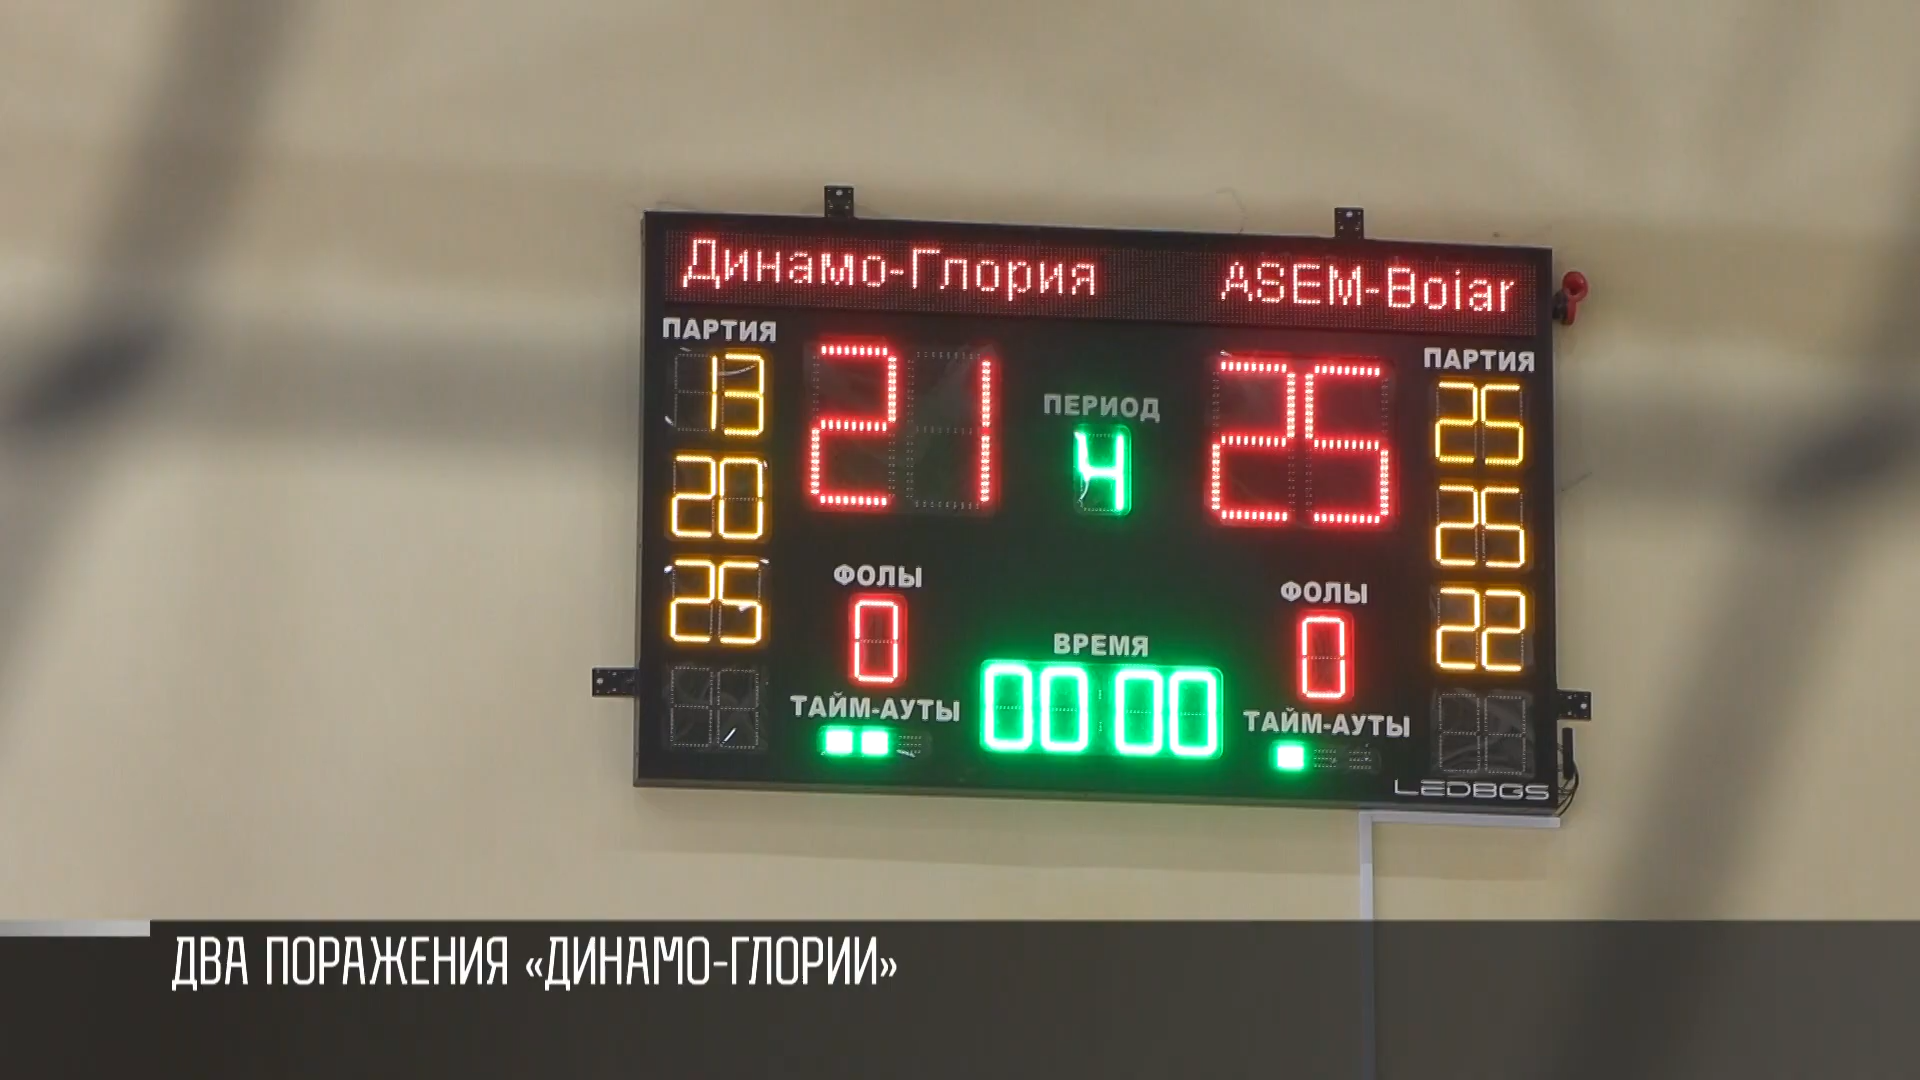 Динамо-Глория ASEM-Boiar
ПАРТИЯ
ПАРТИЯ
13 21 25 25
ПЕРИОД
4
20 25
25 22
ФОЛЫ ФОЛЫ
0 0
ВРЕМЯ
00:00
ТАЙМ-АУТЫ ТАЙМ-АУТЫ
LEDBGS
ДВА ПОРАЖЕНИЯ «ДИНАМО-ГЛОРИИ»